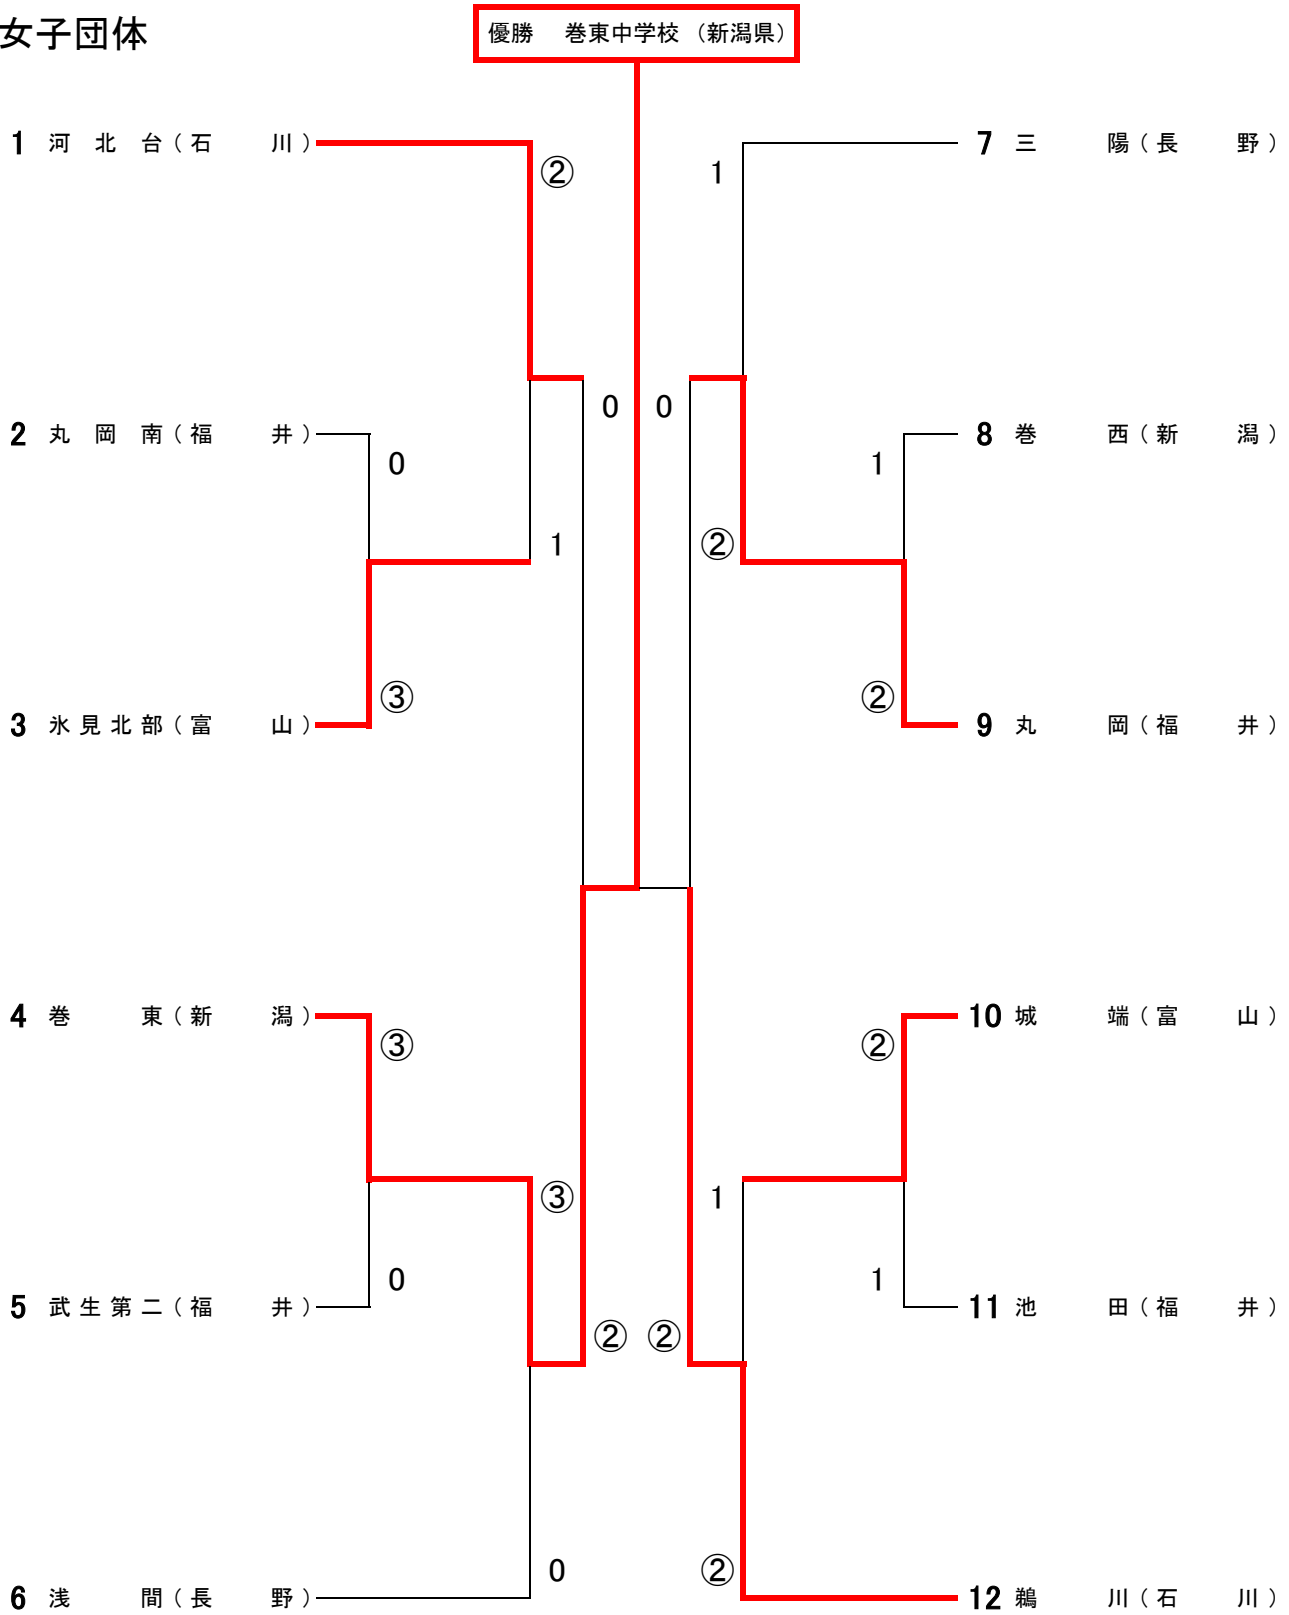 女子団体
優勝　巻東中学校（新潟県）
1 河北台（石川）
②
1
7 三陽（長野）
0
0
2 丸岡南（福井）
0
1
8 巻西（新潟）
1
②
3 氷見北部（富山）
③
②
9 丸岡（福井）
4 巻東（新潟）
③
②
10 城端（富山）
③
1
5 武生第二（福井）
0
1
11 池田（福井）
②
②
0
②
6 浅間（長野）
12 鵜川（石川）